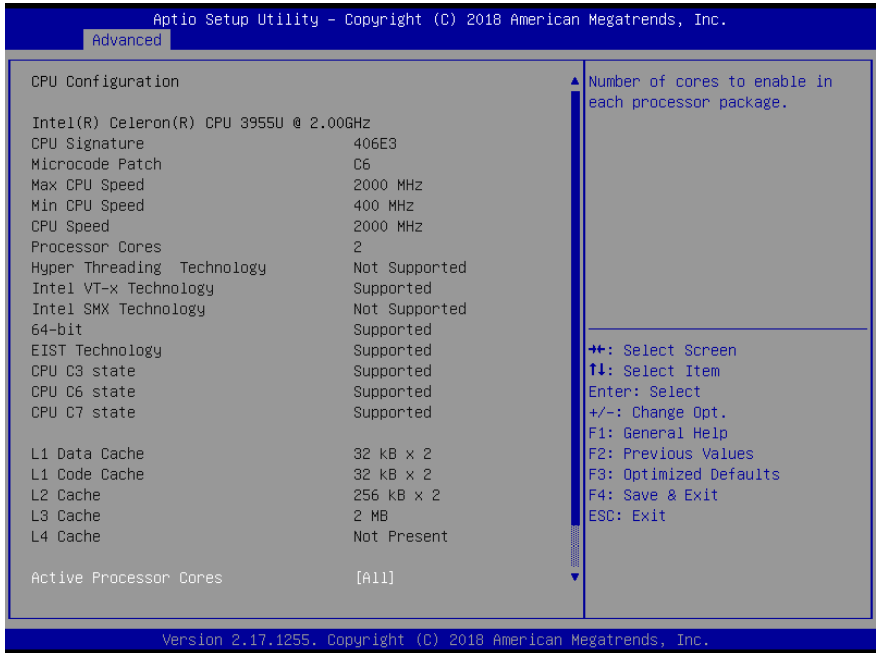 Aptio Setup Utility – Copyright (C) 2018 American Megatrends, Inc.
Advanced
CPU Configuration
Intel(R) Celeron(R) CPU 3955U @ 2.00GHz
CPU Signature 406E3
Microcode Patch C6
Max CPU Speed 2000 MHz
Min CPU Speed 400 MHz
CPU Speed 2000 MHz
Processor Cores 2
Hyper Threading Technology Not Supported
Intel VT-x Technology Supported
Intel SMX Technology Not Supported
64-bit Supported
EIST Technology Supported
CPU C3 state Supported
CPU C6 state Supported
CPU C7 state Supported
L1 Data Cache 32 kB x 2
L1 Code Cache 32 kB x 2
L2 Cache 256 kB x 2
L3 Cache 2 MB
L4 Cache Not Present
Active Processor Cores [All]
Number of cores to enable in
each processor package.
→←: Select Screen
↑↓: Select Item
Enter: Select
+/-: Change Opt.
F1: General Help
F2: Previous Values
F3: Optimized Defaults
F4: Save & Exit
ESC: Exit
Version 2.17.1255. Copyright (C) 2018 American Megatrends, Inc.